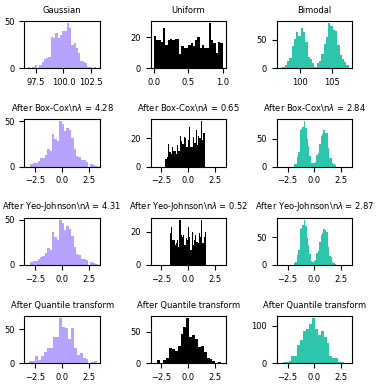 Gaussian Uniform Bimodal
50
0
97.5 100.0 102.5
20
0
0.0 0.5 1.0
50
0
100 105
After Box-Cox\nλ = 4.28 After Box-Cox\nλ = 0.65 After Box-Cox\nλ = 2.84
50
0
−2.5 0.0 2.5
20
0
−2.5 0.0 2.5
50
0
−2.5 0.0 2.5
After Yeo-Johnson\nλ = 4.31 After Yeo-Johnson\nλ = 0.52 After Yeo-Johnson\nλ = 2.87
50
0
−2.5 0.0 2.5
20
0
−2.5 0.0 2.5
50
0
−2.5 0.0 2.5
After Quantile transform After Quantile transform After Quantile transform
50
0
−2.5 0.0 2.5
50
0
−2.5 0.0 2.5
100
0
−2.5 0.0 2.5